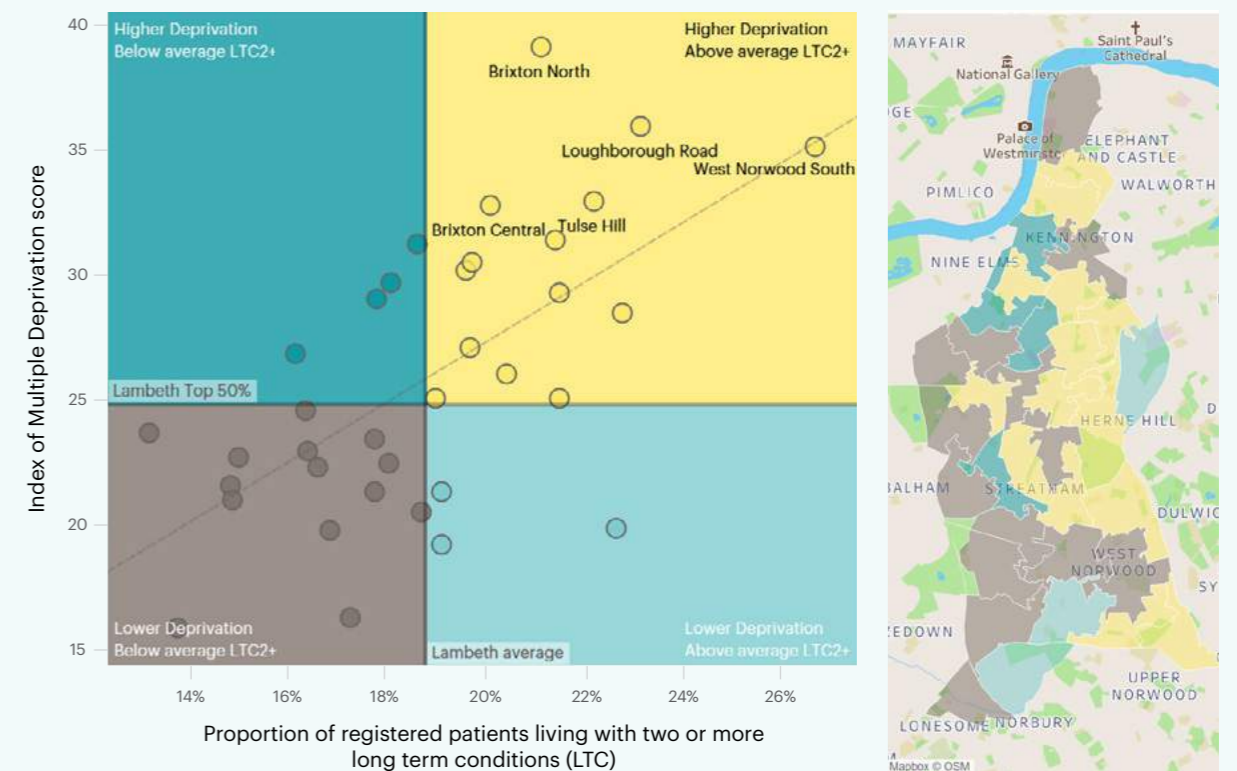 Index of Multiple Deprivation score
40
35
30
25
20
15
Higher Deprivation
Below average LTC2+
Higher Deprivation
Above average LTC2+
Brixton North
Loughborough Road
West Norwood South
Brixton Central
Tulse Hill
Lambeth Top 50%
Lower Deprivation
Below average LTC2+
Lambeth average
Lower Deprivation
Above average LTC2+
14%
16%
18%
20%
22%
24%
26%
Proportion of registered patients living with two or more
long term conditions (LTC)
MAYFAIR
Saint Paul's
Cathedral
National Gallery
GE
Palace of
Westminste
ELEPHANT
AND CASTLE
WALWORTH
PIMLICO
KENNINGTON
NINE ELMS
HERNE HILL
D
BALHAM
STREATHAM
DULWIC
WEST
NORWOOD
SY
ZEDOWN
UPPER
NORWOOD
LONESOME
NORBURY
Mapbox © OSM